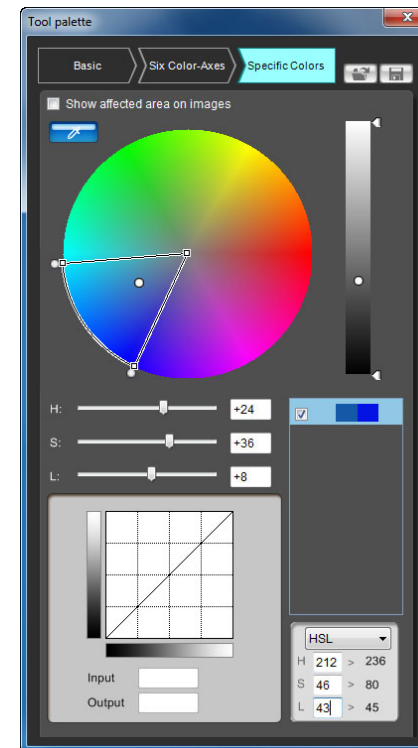 Tool palette
Basic
Six Color-Axes
Specific Colors
Show affected area on images
H: +24
S: +36
L: +8
HSL
H 212 > 236
S 46 > 80
L 43 > 45
Input
Output